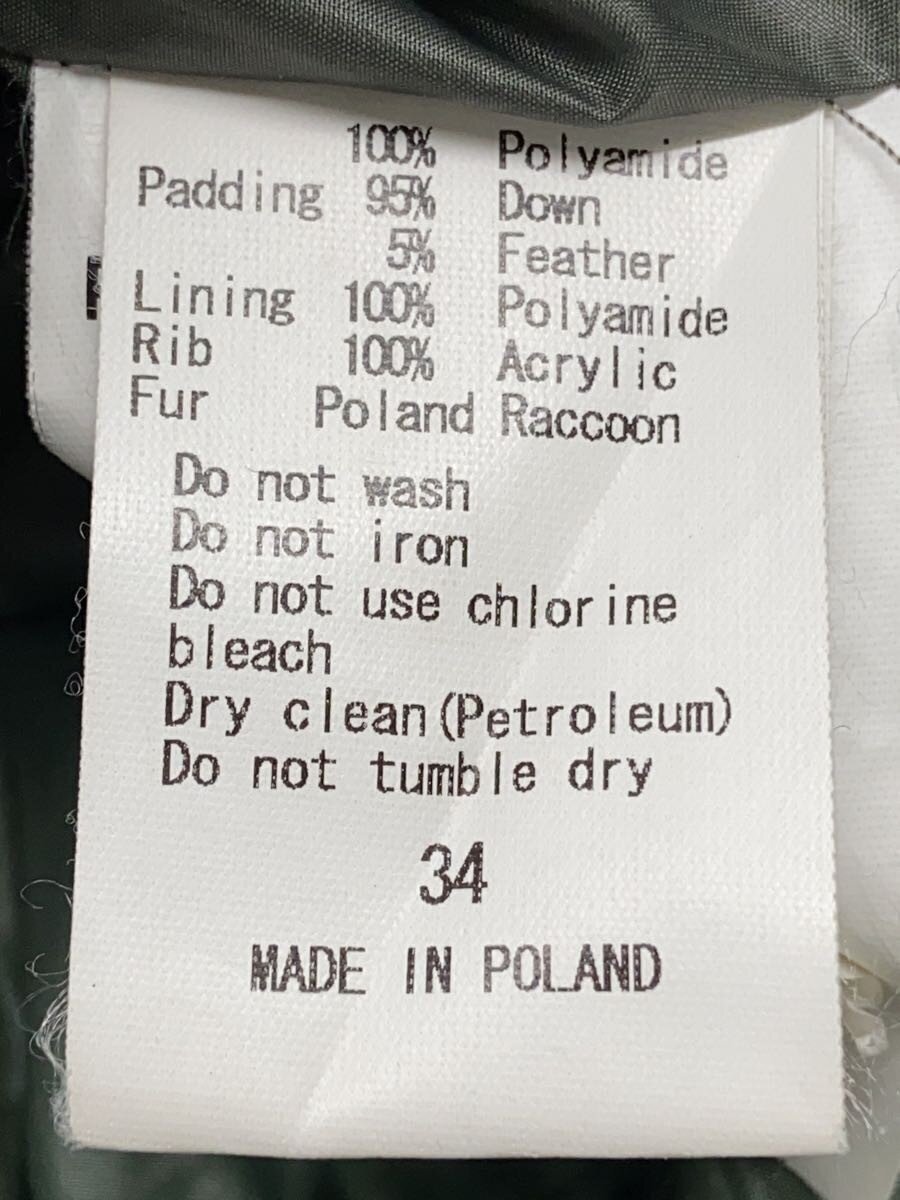 100% Polyamide
Padding 95% Down
5% Feather
Lining 100% Polyamide
Rib 100% Acrylic
Fur Poland Raccoon
Do not wash
Do not iron
Do not use chlorine
bleach
Dry clean(Petroleum)
Do not tumble dry
34
MADE IN POLAND